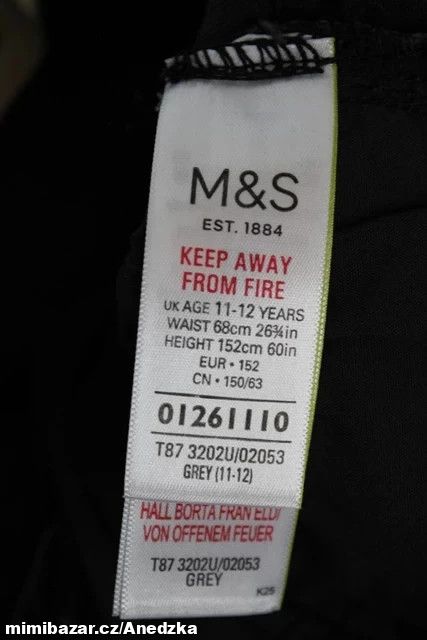 M&S
EST. 1884
KEEP AWAY
FROM FIRE
UK AGE 11-12 YEARS
WAIST 68cm 26¾in
HEIGHT 152cm 60in
EUR • 152
CN • 150/63
01261110
T87 3202U/02053
GREY (11-12)
HALL BORTA FRAN ELD/
VON OFFENEM FEUER
T87 3202U/02053
GREY
K25
mimibazar.cz/Anedzka